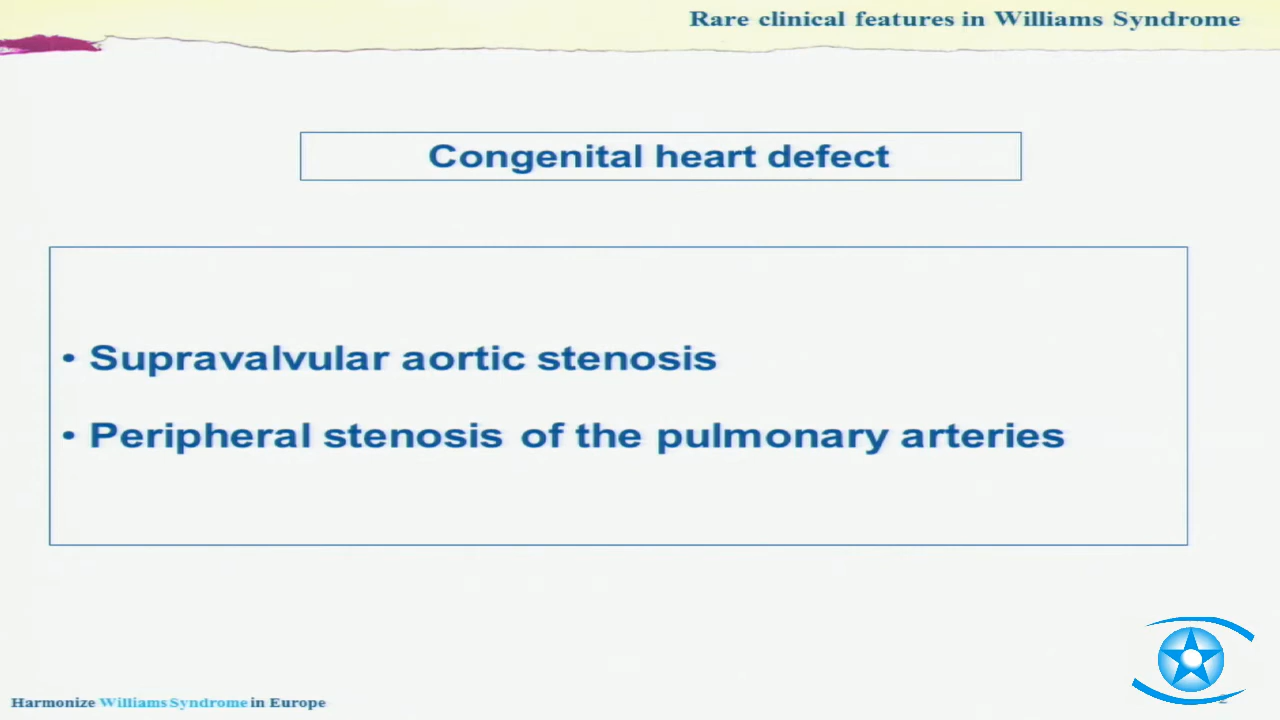 Rare clinical features in Williams Syndrome
Congenital heart defect
• Supravalvular aortic stenosis
• Peripheral stenosis of the pulmonary arteries
Harmonize Williams Syndrome in Europe